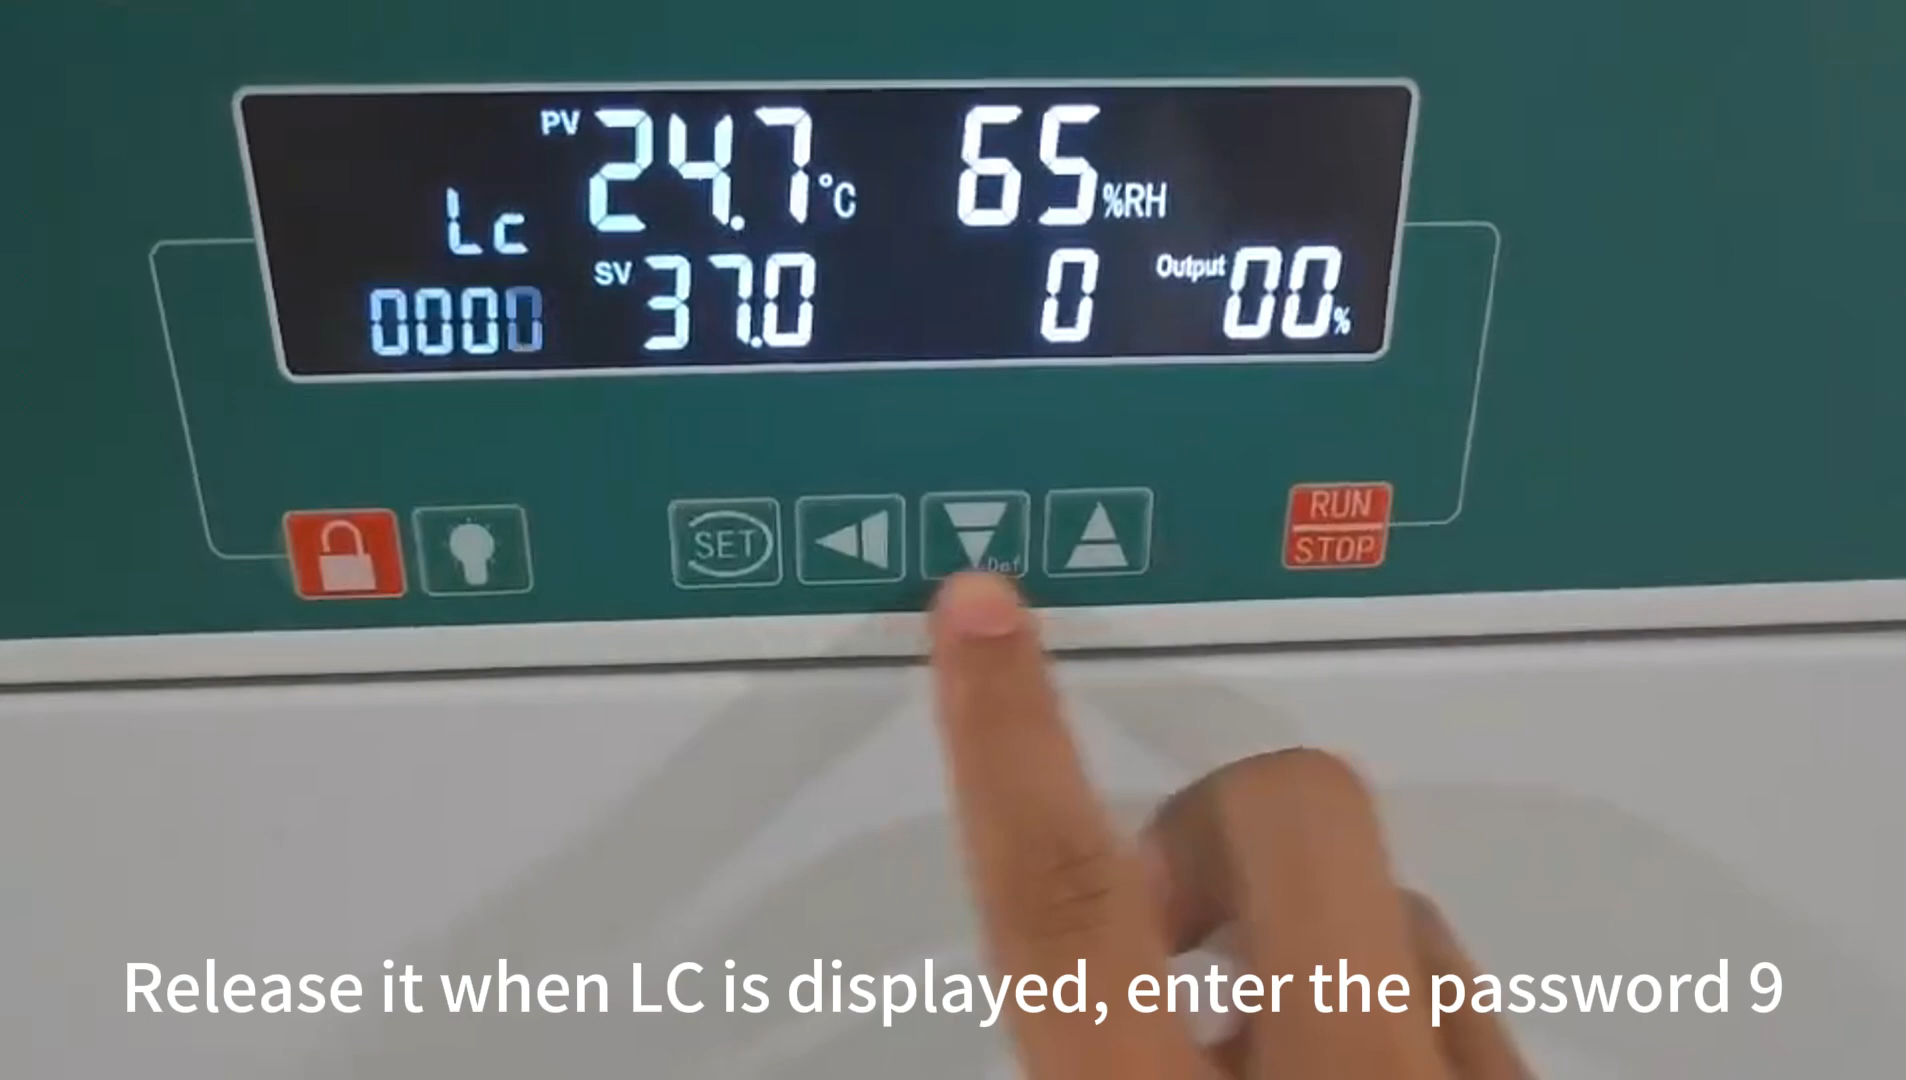 PV 24.7 °C 65 %RH
Lc
0000 SV 37.0 0 Output 00 %
SET
RUN
STOP
Release it when LC is displayed, enter the password 9